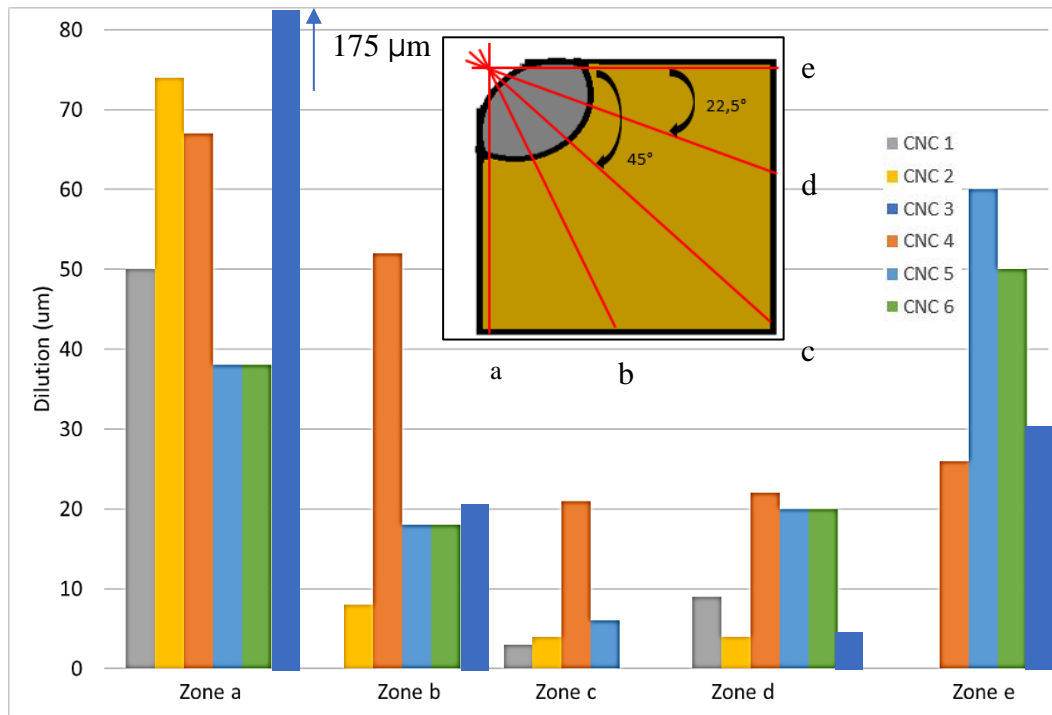 80
175 μm
e
70
22,5°
CNC 1
45°
CNC 2
60
d
CNC 3
CNC 4
50
CNC 5
CNC 6
40
c
a
b
30
20
10
0
Dilution (um)
Zone a
Zone b
Zone c
Zone d
Zone e